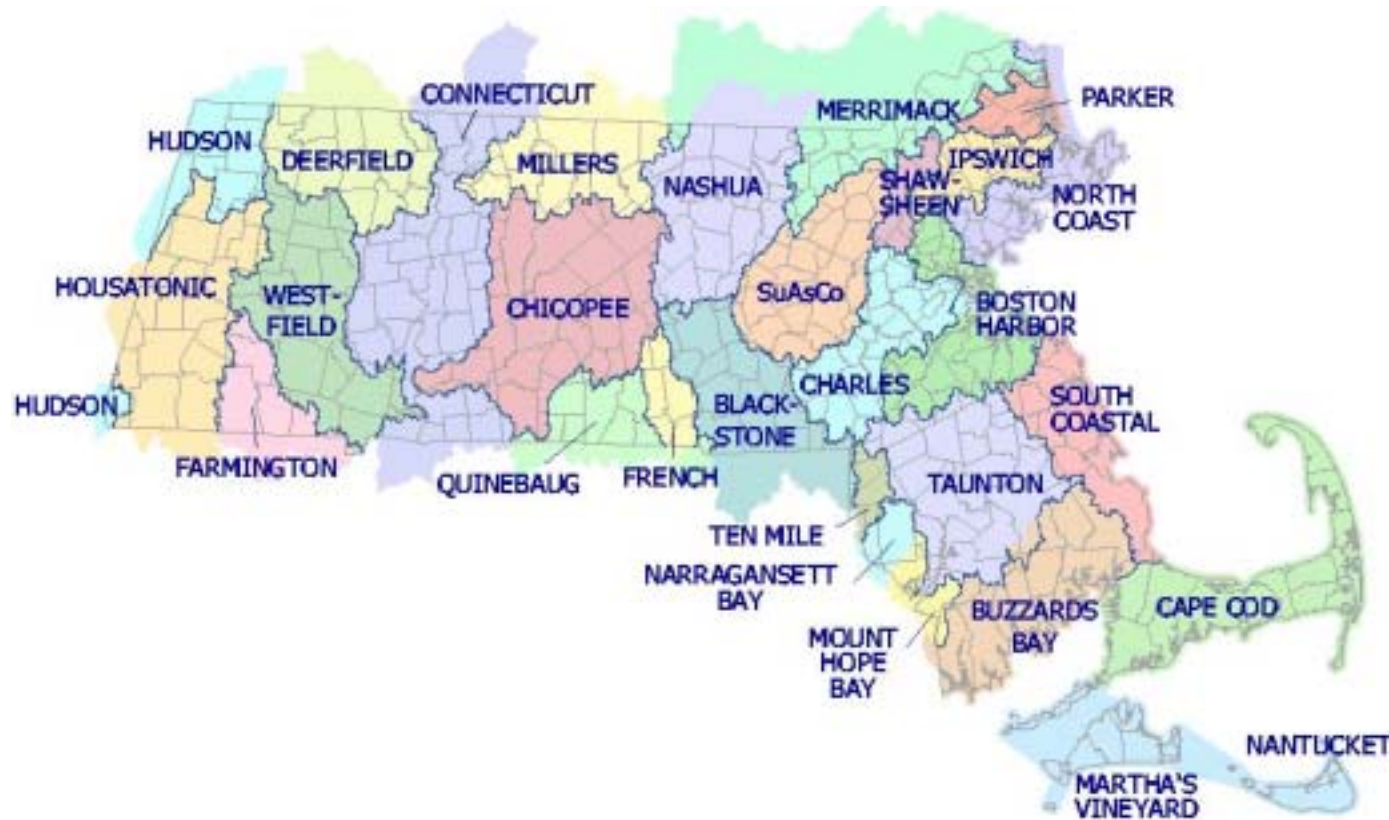 CONNECTICUT
PARKER
MERRIMACK
HUDSON
DEERFIELD
MILLERS
IPSWICH
NASHUA
SHAW-
SHEEN
NORTH
COAST
HOUSATONIC
WEST-
FIELD
CHICOPEE
SuAsCo
BOSTON
HARBOR
CHARLES
HUDSON
BLACK-
STONE
SOUTH
COASTAL
FARMINGTON
QUINEBAUG
FRENCH
TAUNTON
TEN MILE
NARRAGANSETT
BAY
BUZZARDS
BAY
CAPE COD
MOUNT
HOPE
BAY
NANTUCKET
MARTHA'S
VINEYARD